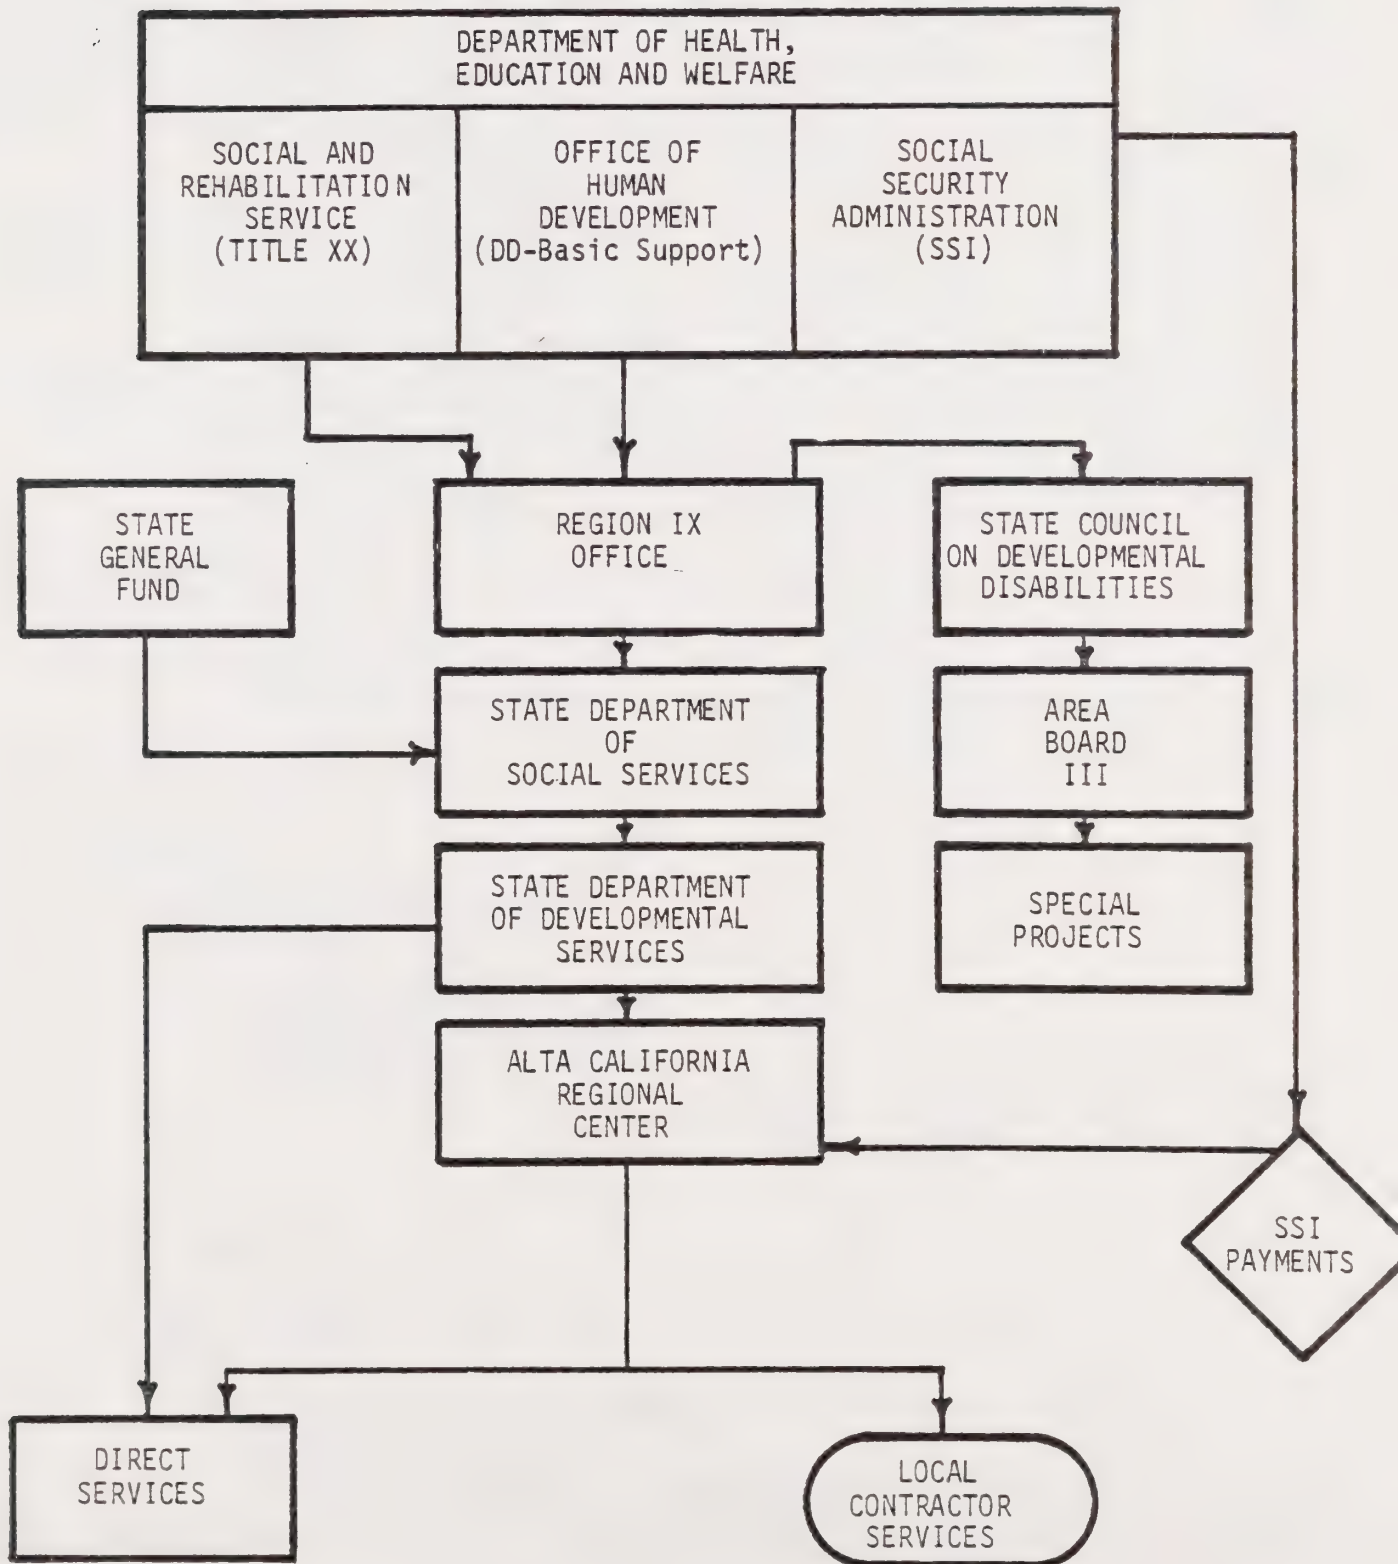 DEPARTMENT OF HEALTH,
EDUCATION AND WELFARE
SOCIAL AND
REHABILITATION
SERVICE
(TITLE XX)
OFFICE OF
HUMAN
DEVELOPMENT
(DD-Basic Support)
SOCIAL
SECURITY
ADMINISTRATION
(SSI)
STATE
GENERAL
FUND
REGION IX
OFFICE
STATE COUNCIL
ON DEVELOPMENTAL
DISABILITIES
STATE DEPARTMENT
OF
SOCIAL SERVICES
AREA
BOARD
III
STATE DEPARTMENT
OF DEVELOPMENTAL
SERVICES
SPECIAL
PROJECTS
ALTA CALIFORNIA
REGIONAL
CENTER
SSI
PAYMENTS
DIRECT
SERVICES
LOCAL
CONTRACTOR
SERVICES